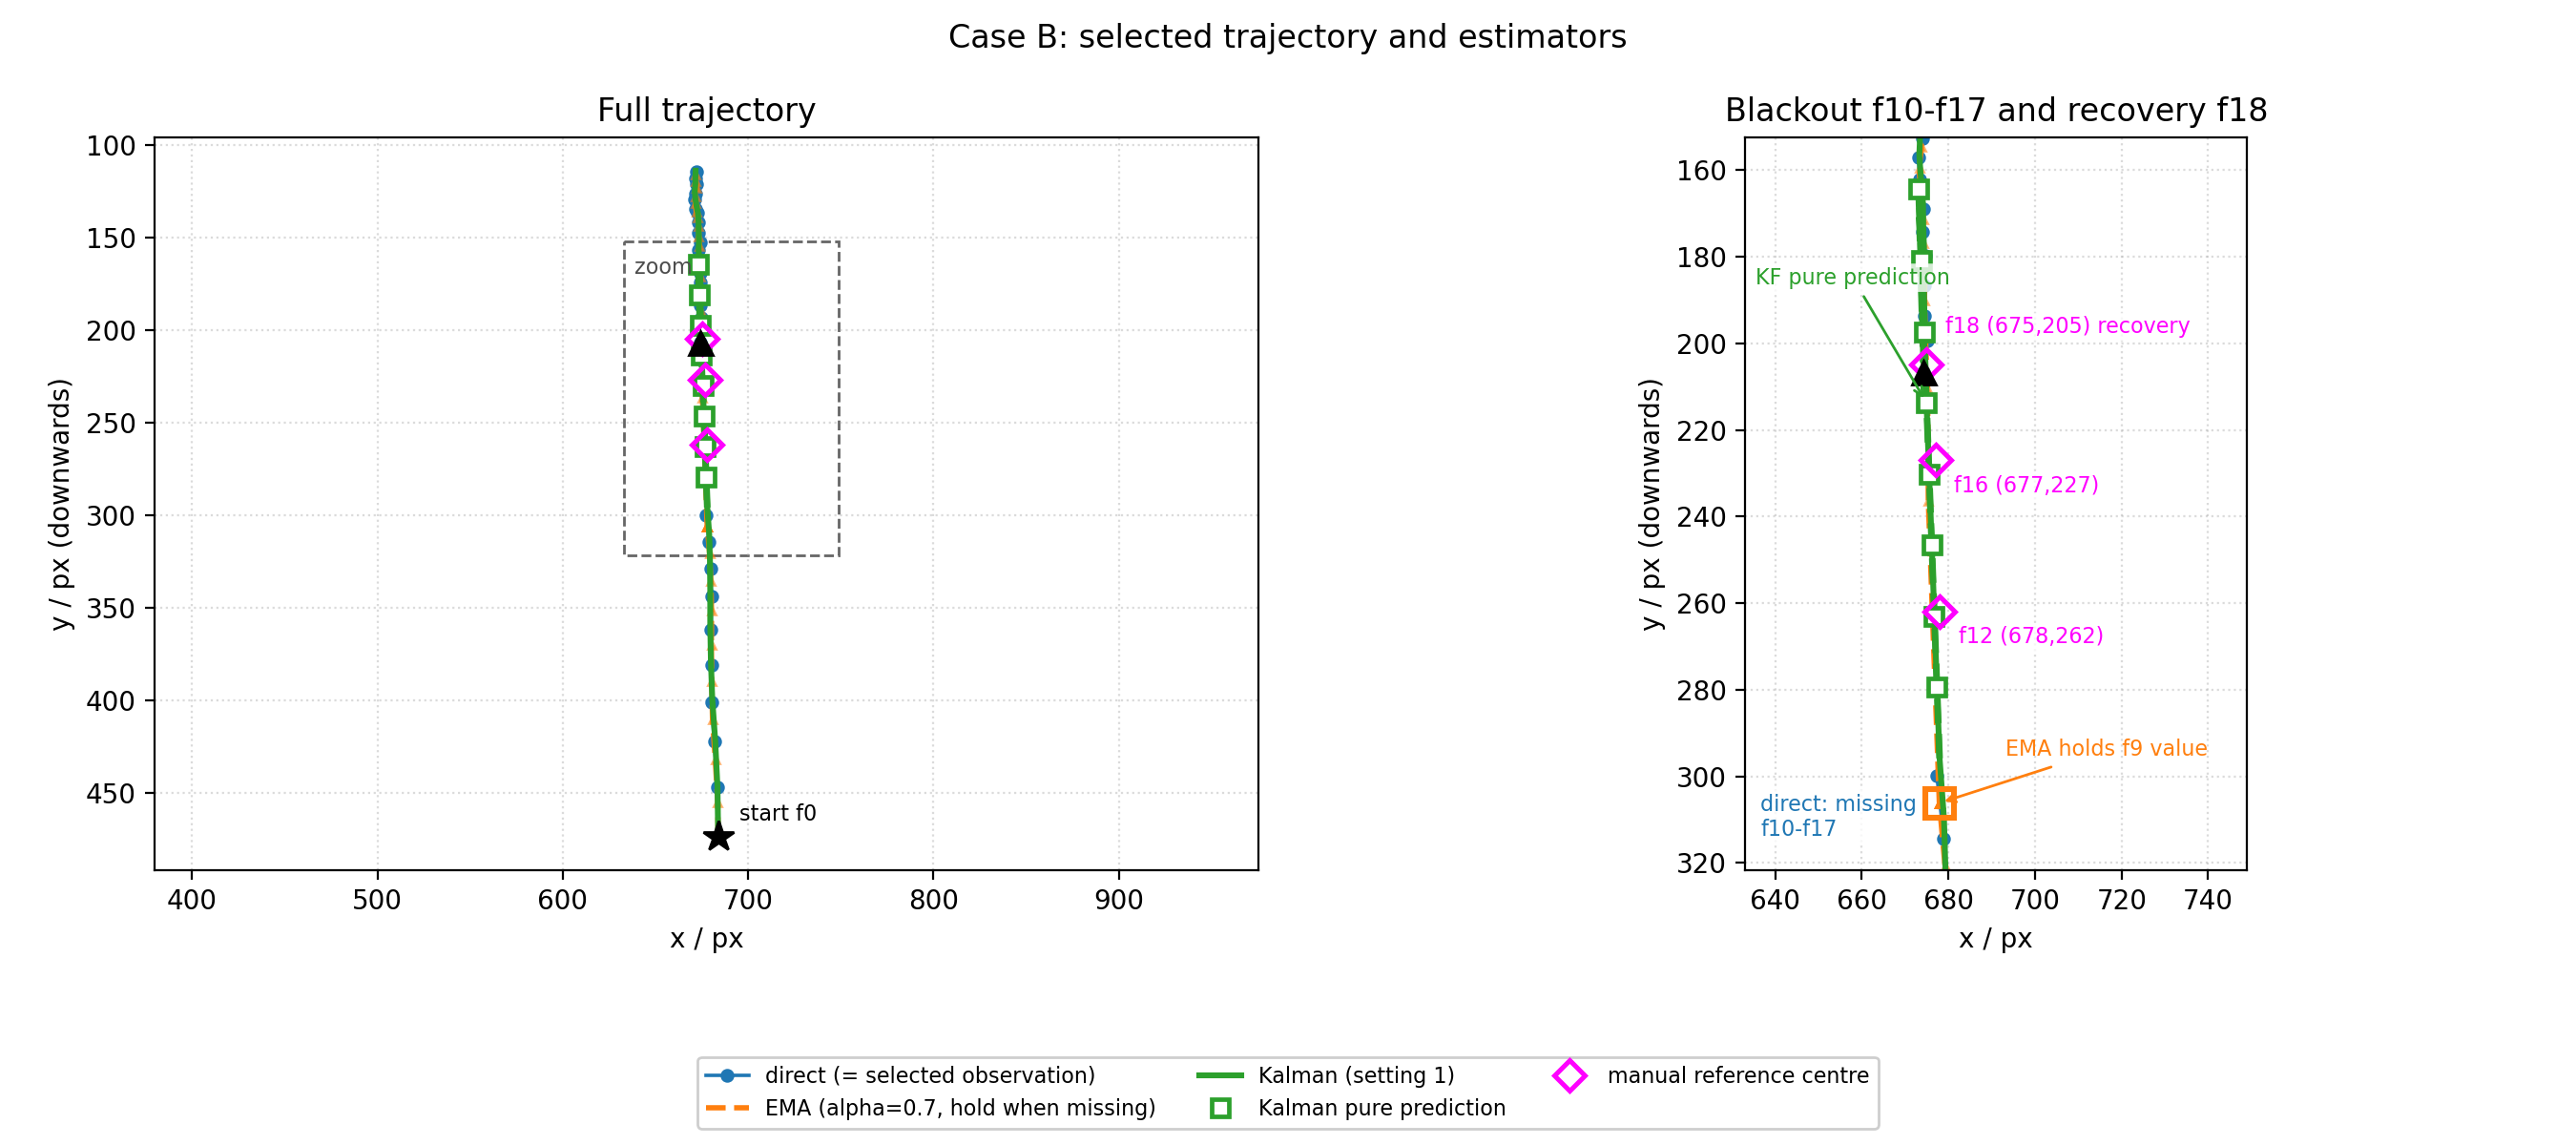 Case B: selected trajectory and estimators
Full trajectory
100
150
200
250
300
350
400
450
y / px (downwards)
zoom
start f0
400
500
600
700
800
900
x / px
Blackout f10-f17 and recovery f18
160
180
200
220
240
260
280
300
320
y / px (downwards)
KF pure prediction
f18 (675,205) recovery
f16 (677,227)
f12 (678,262)
EMA holds f9 value
direct: missing
f10-f17
640
660
680
700
720
740
x / px
direct (= selected observation)
EMA (alpha=0.7, hold when missing)
Kalman (setting 1)
Kalman pure prediction
manual reference centre